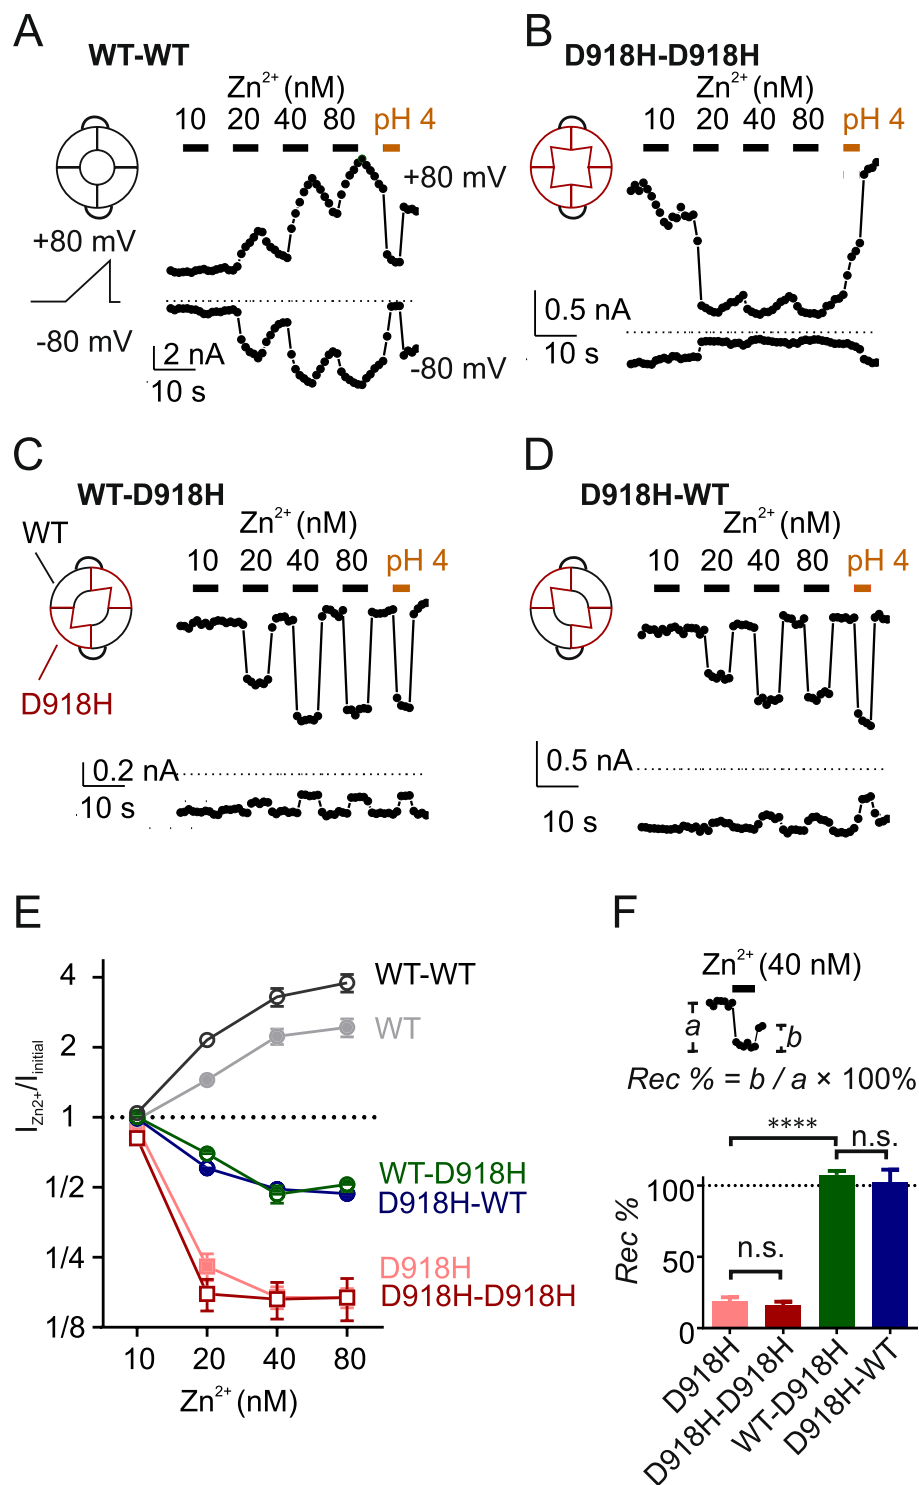 A
WT-WT
Zn2+ (nM)
10 20 40 80 pH 4
+80 mV
+80 mV
-80 mV
-80 mV
2 nA
10 s
B
D918H-D918H
Zn2+ (nM)
10 20 40 80 pH 4
0.5 nA
10 s
C
WT-D918H
Zn2+ (nM)
WT
10 20 40 80 pH 4
D918H
0.2 nA
10 s
D
D918H-WT
Zn2+ (nM)
10 20 40 80 pH 4
0.5 nA
10 s
E
IZn2+/Iinitial
4
2
1
1/2
1/4
1/8
WT-WT
WT
WT-D918H
D918H-WT
D918H
D918H-D918H
10 20 40 80
Zn2+ (nM)
F
Zn2+ (40 nM)
a
b
Rec % = b / a × 100%
****
n.s.
n.s.
Rec %
100
50
0
D918H
D918H-D918H
WT-D918H
D918H-WT